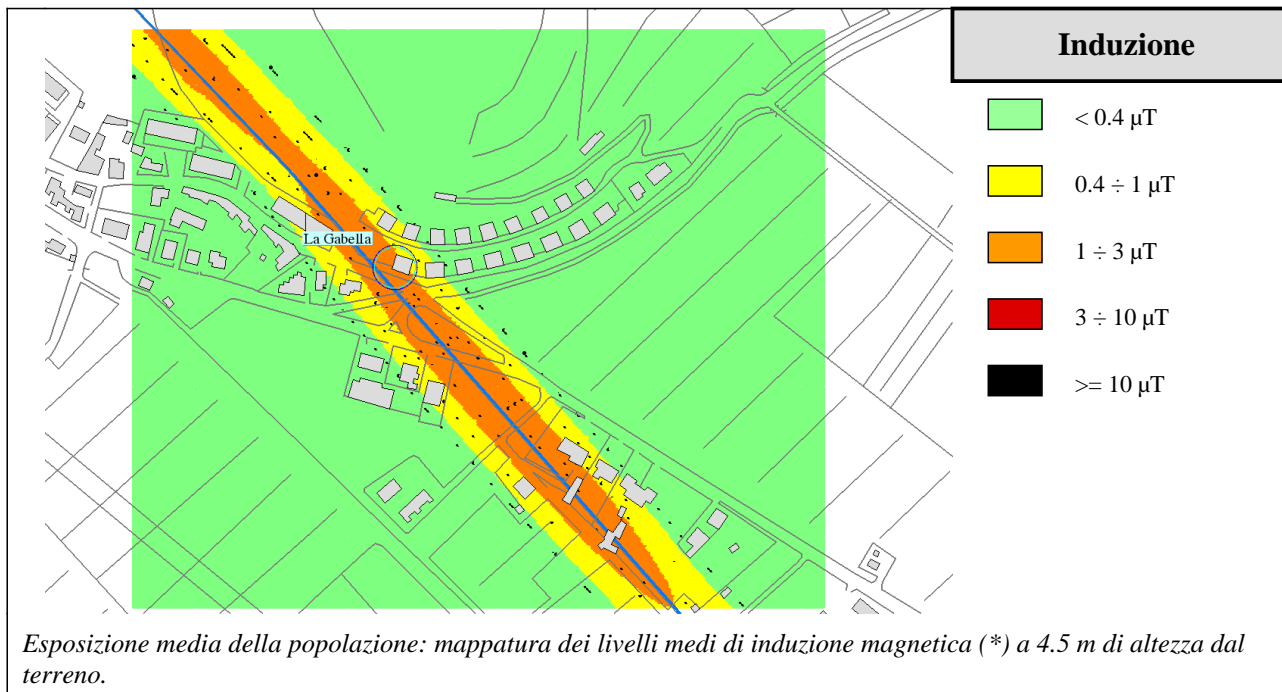 Induzione
< 0.4 µT
0.4 ÷ 1 µT
1 ÷ 3 µT
3 ÷ 10 µT
>= 10 µT
La Gabella
Esposizione media della popolazione: mappatura dei livelli medi di induzione magnetica (*) a 4.5 m di altezza dal
terreno.